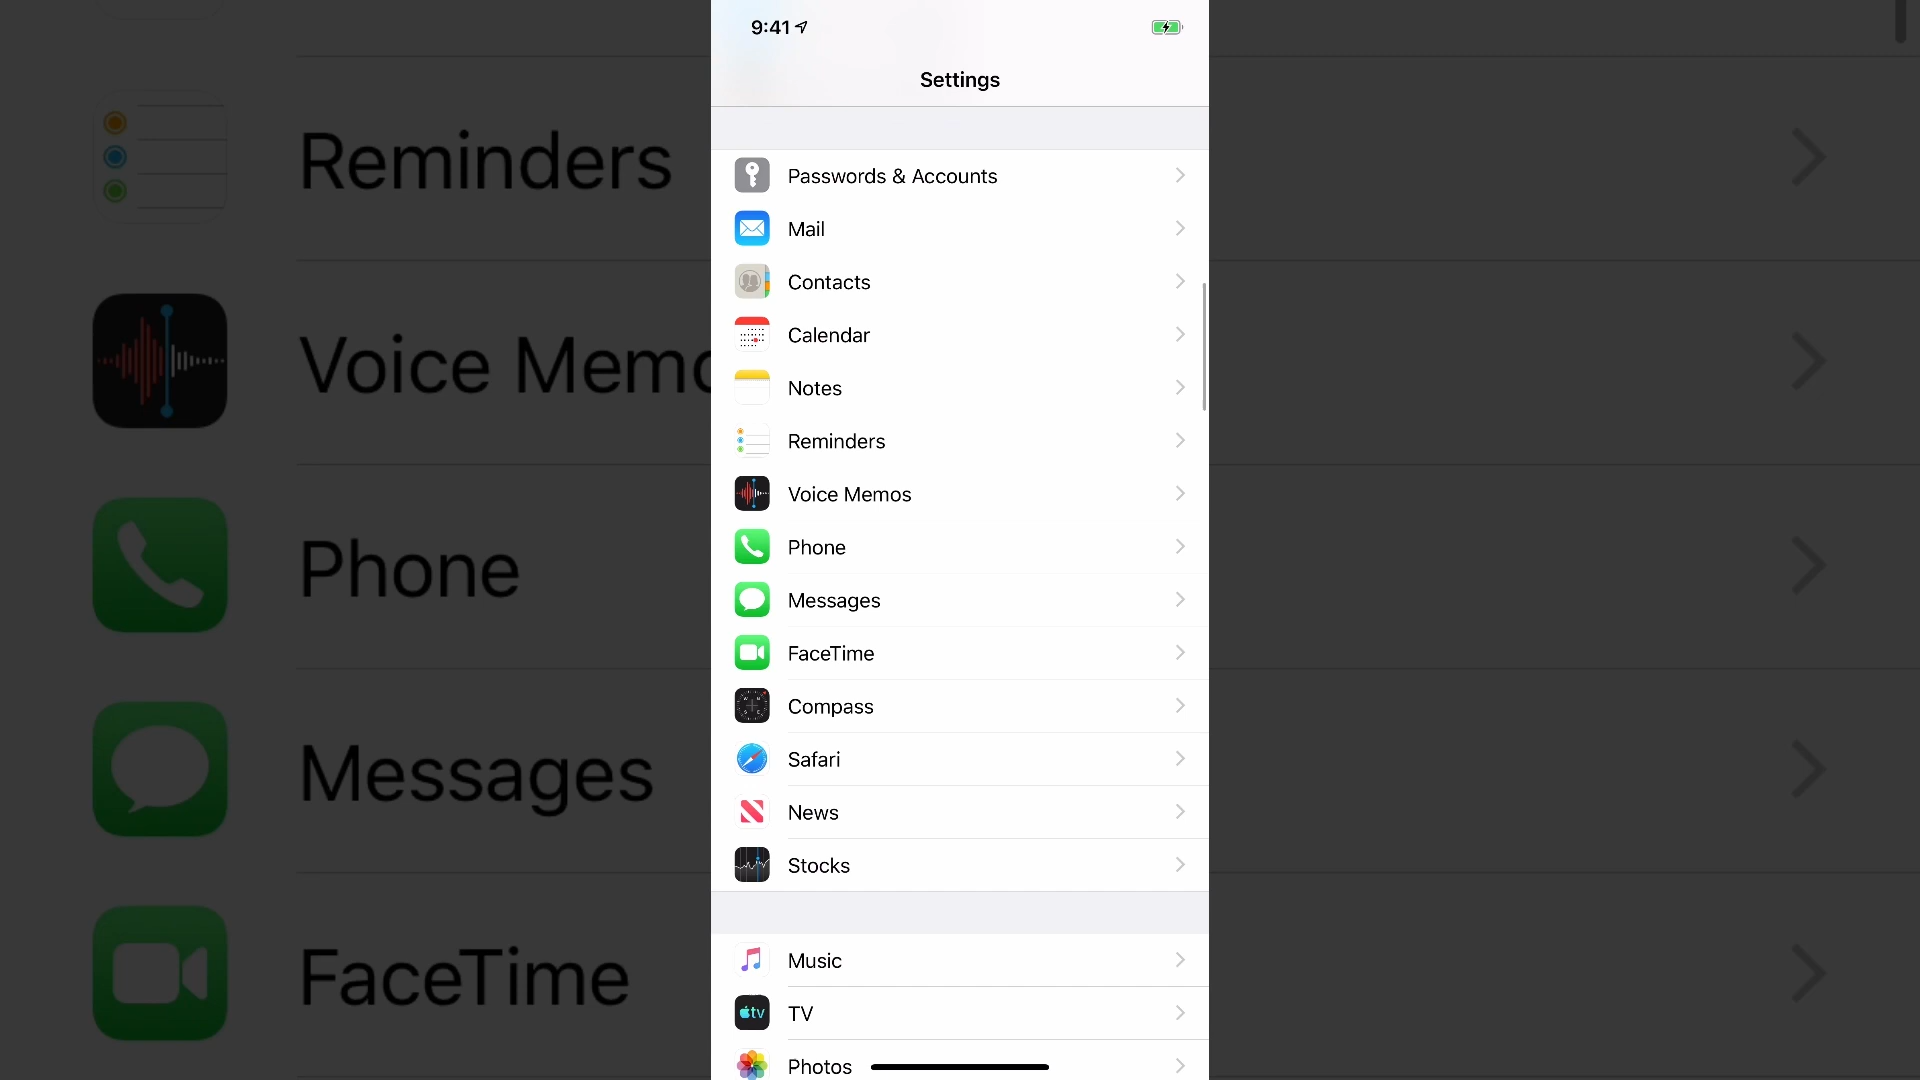 9:41
Settings
Passwords & Accounts
Mail
Contacts
Calendar
Notes
Reminders
Voice Memos
Phone
Messages
FaceTime
Compass
Safari
News
Stocks
Music
tv
TV
Photos
Reminders
Voice Memo
Phone
Messages
FaceTime